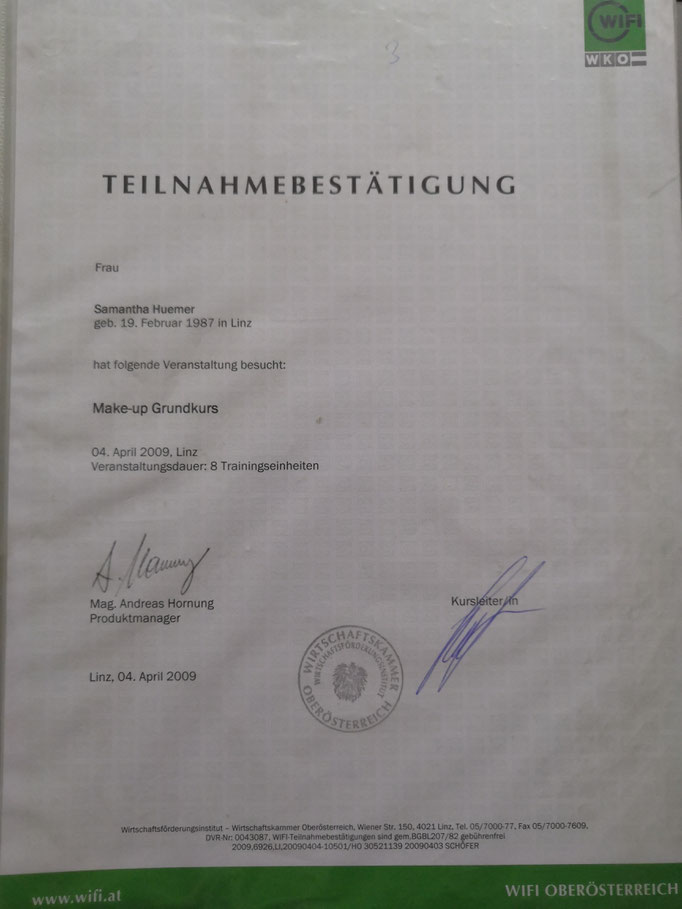 WIFI
WKO
3
TEILNAHMEBESTÄTIGUNG
Frau
Samantha Huemer
geb. 19. Februar 1987 in Linz
hat folgende Veranstaltung besucht:
Make-up Grundkurs
04. April 2009, Linz
Veranstaltungsdauer: 8 Trainingseinheiten
Mag. Andreas Hornung
Produktmanager
Kursleiter/in
WIRTSCHAFTSKAMMER
WIRTSCHAFTSFÖRDERUNGSINSTITUT
OBERÖSTERREICH
Linz, 04. April 2009
Wirtschaftsförderungsinstitut – Wirtschaftskammer Oberösterreich, Wiener Str. 150, 4021 Linz, Tel. 05/7000-77, Fax 05/7000-7609,
DVR-Nr: 0043087, WIFI-Teilnahmebestätigungen sind gem.BGBL207/82 gebührenfrei
2009,6926,LI,20090404-10501/HO 30521139 20090403 SCHÖFER
www.wifi.at
WIFI OBERÖSTERREICH